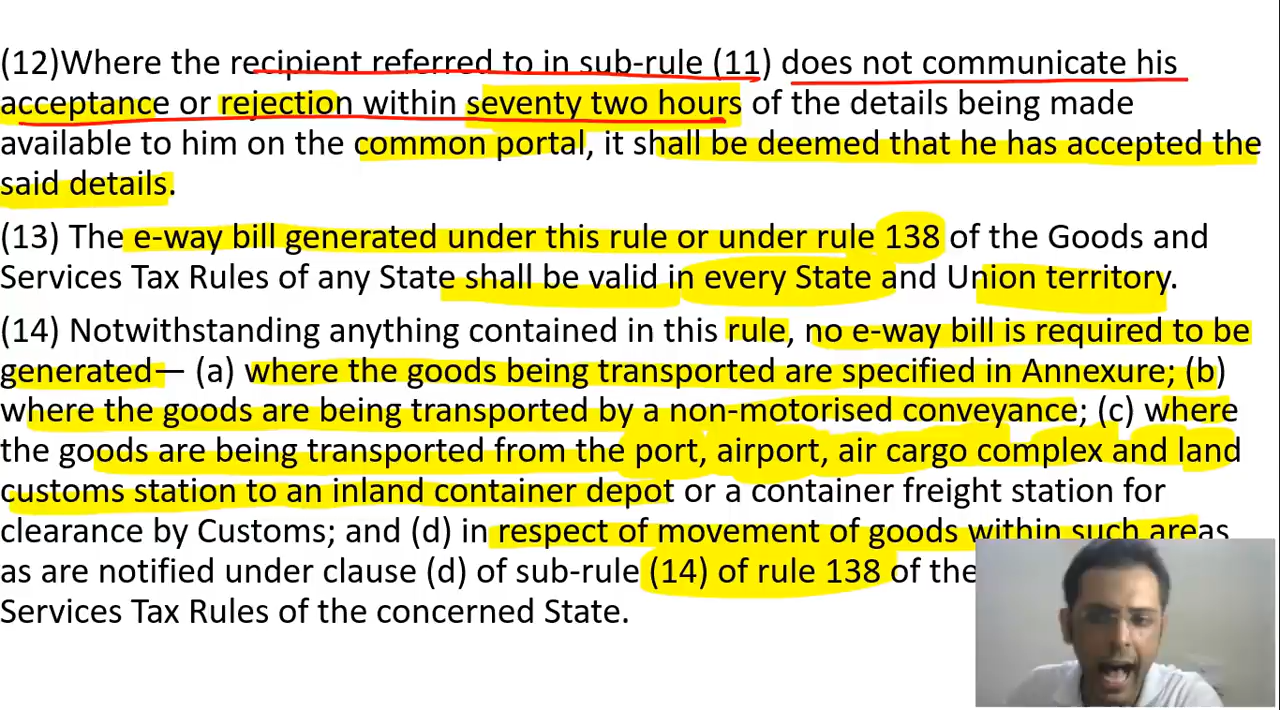 (12)Where the recipient referred to in sub-rule (11) does not communicate his
acceptance or rejection within seventy two hours of the details being made
available to him on the common portal, it shall be deemed that he has accepted the
said details.
(13) The e-way bill generated under this rule or under rule 138 of the Goods and
Services Tax Rules of any State shall be valid in every State and Union territory.
(14) Notwithstanding anything contained in this rule, no e-way bill is required to be
generated— (a) where the goods being transported are specified in Annexure; (b)
where the goods are being transported by a non-motorised conveyance; (c) where
the goods are being transported from the port, airport, air cargo complex and land
customs station to an inland container depot or a container freight station for
clearance by Customs; and (d) in respect of movement of goods within such areas
as are notified under clause (d) of sub-rule (14) of rule 138 of the
Services Tax Rules of the concerned State.